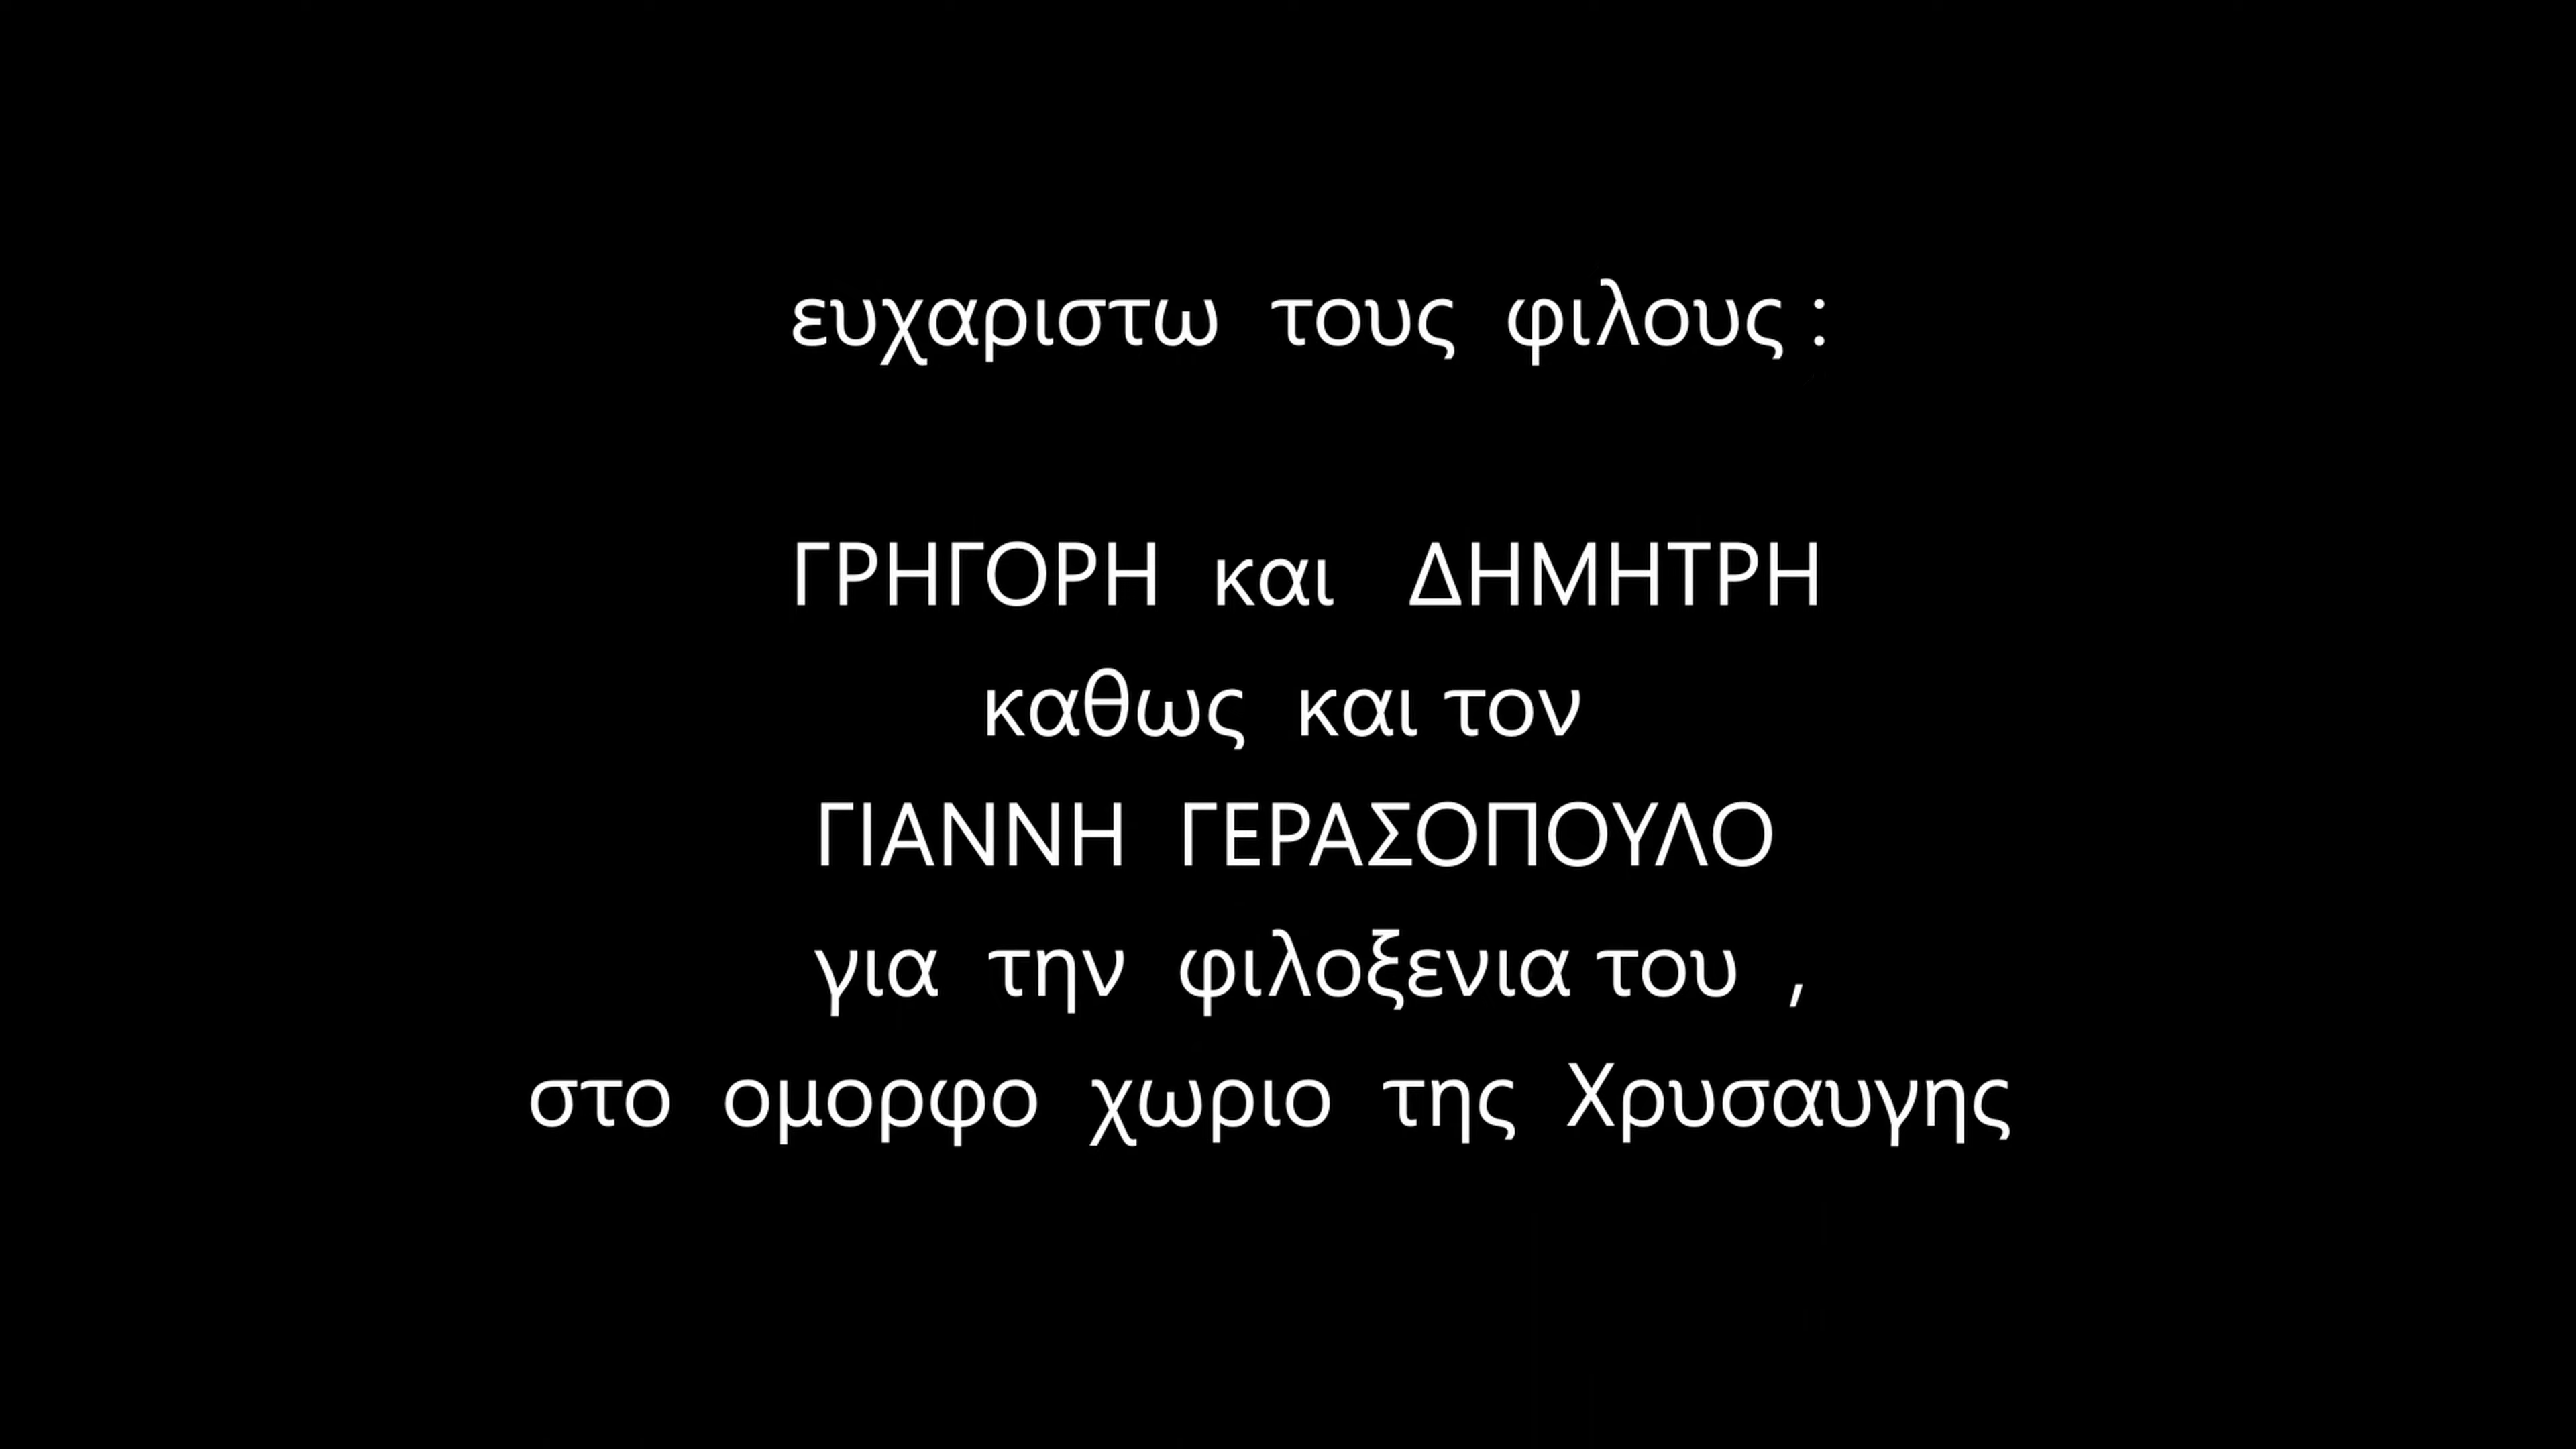 ευχαριστω τους φιλους :
ΓΡΗΓΟΡΗ και ΔΗΜΗΤΡΗ
καθως και τον
ΓΙΑΝΝΗ ΓΕΡΑΣΟΠΟΥΛΟ
για την φιλοξενια του ,
στο ομορφο χωριο της Χρυσαυγης